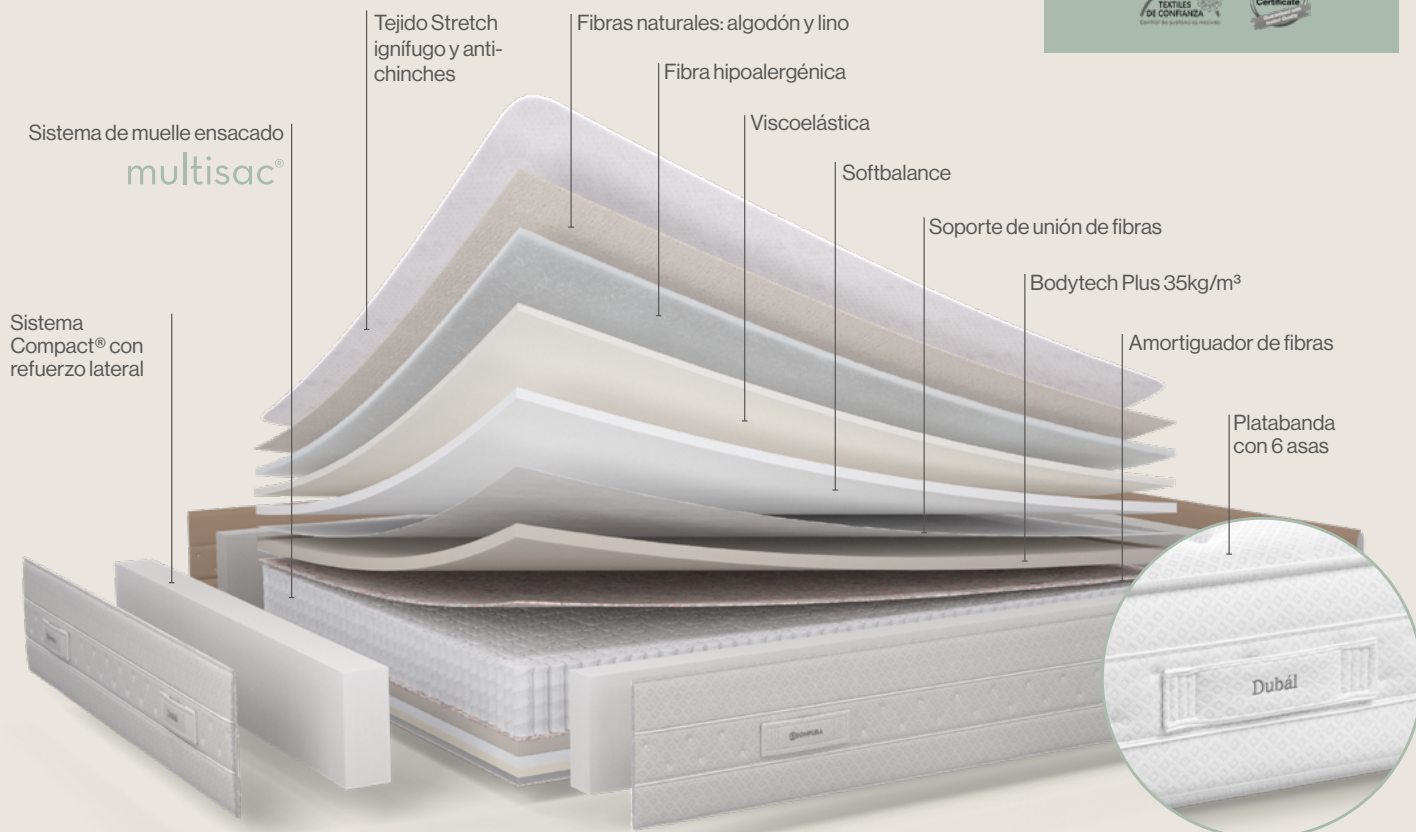 TEXTILES
DE CONFIANZA
Certificate
Tejido Stretch
ignífugo y anti-
chinches
Fibras naturales: algodón y lino
Fibra hipoalergénica
Viscoelástica
Softbalance
Soporte de unión de fibras
Bodytech Plus 35kg/m³
Amortiguador de fibras
Platabanda
con 6 asas
Sistema de muelle ensacado
multisac®
Sistema
Compact® con
refuerzo lateral
Dubál